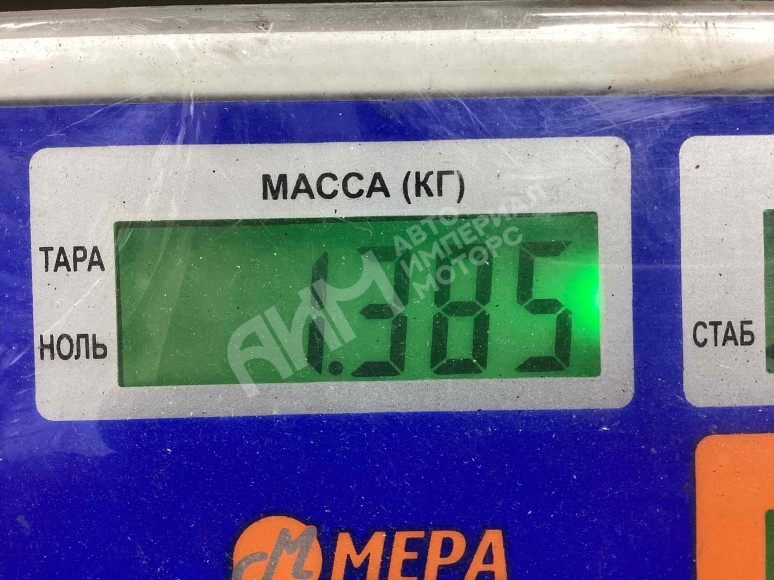 МАССА (КГ)
ТАРА
1.385
НОЛЬ
СТАБ
АИМ АВТО
ИМПЕРИАЛ
МОТОРС
МЕРА